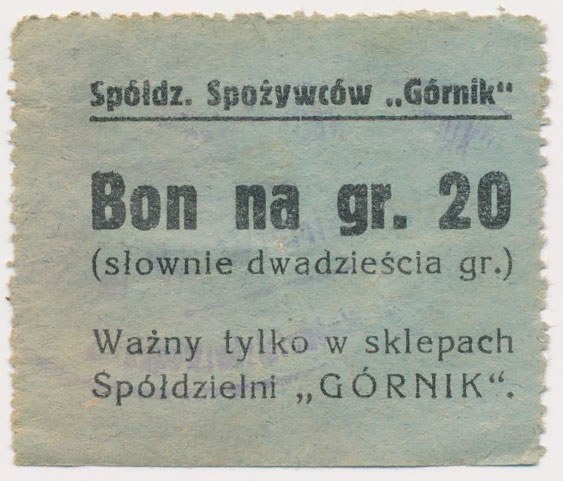 Spółdz. Spożywców „Górnik“
Bon na gr. 20
(słownie dwadzieścia gr.)
Ważny tylko w sklepach
Spółdzielni „GÓRNIK“.